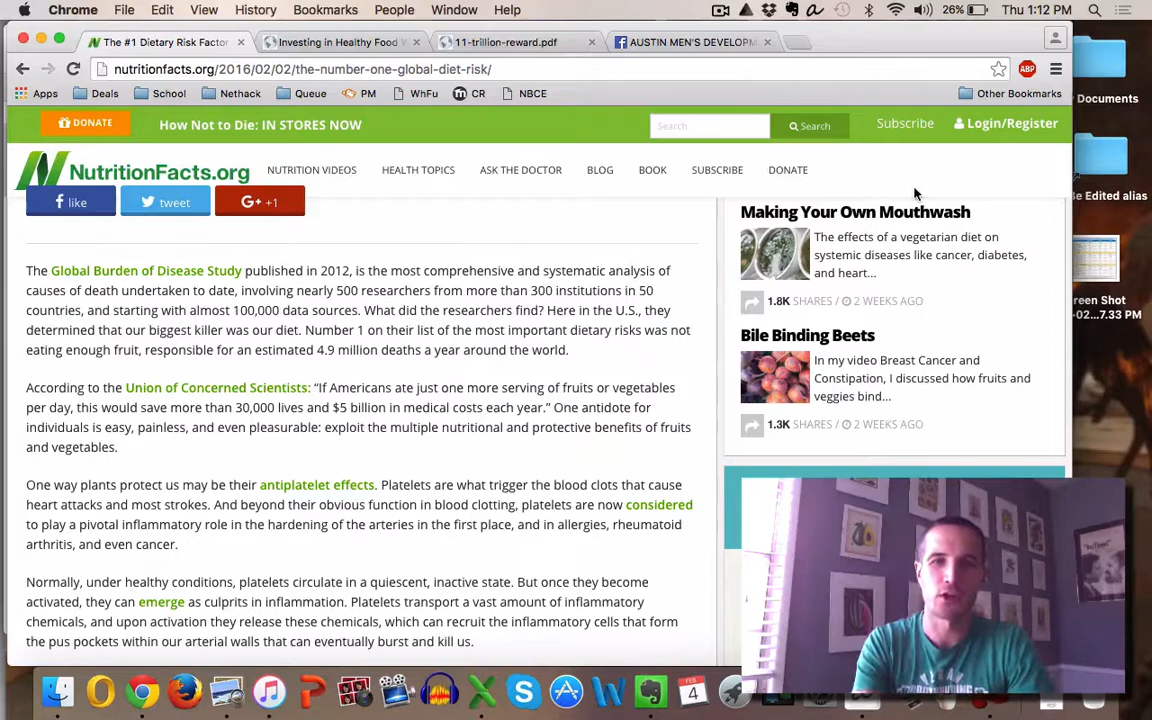 Chrome File Edit View History Bookmarks People Window Help 26% Thu 1:12 PM
The #1 Dietary Risk Factor Investing in Healthy Food 11-trillion-reward.pdf AUSTIN MEN'S DEVELOPM
nutritionfacts.org/2016/02/02/the-number-one-global-diet-risk/ ABP
Apps Deals School Nethack Queue PM WhFu CR NBCE Other Bookmarks
DONATE How Not to Die: IN STORES NOW Search Search Subscribe Login/Register
NutritionFacts.org NUTRITION VIDEOS HEALTH TOPICS ASK THE DOCTOR BLOG BOOK SUBSCRIBE DONATE
like tweet G+ +1
The Global Burden of Disease Study published in 2012, is the most comprehensive and systematic analysis of
causes of death undertaken to date, involving nearly 500 researchers from more than 300 institutions in 50
countries, and starting with almost 100,000 data sources. What did the researchers find? Here in the U.S., they
determined that our biggest killer was our diet. Number 1 on their list of the most important dietary risks was not
eating enough fruit, responsible for an estimated 4.9 million deaths a year around the world.
According to the Union of Concerned Scientists: “If Americans ate just one more serving of fruits or vegetables
per day, this would save more than 30,000 lives and $5 billion in medical costs each year.” One antidote for
individuals is easy, painless, and even pleasurable: exploit the multiple nutritional and protective benefits of fruits
and vegetables.
One way plants protect us may be their antiplatelet effects. Platelets are what trigger the blood clots that cause
heart attacks and most strokes. And beyond their obvious function in blood clotting, platelets are now considered
to play a pivotal inflammatory role in the hardening of the arteries in the first place, and in allergies, rheumatoid
arthritis, and even cancer.
Normally, under healthy conditions, platelets circulate in a quiescent, inactive state. But once they become
activated, they can emerge as culprits in inflammation. Platelets transport a vast amount of inflammatory
chemicals, and upon activation they release these chemicals, which can recruit the inflammatory cells that form
the pus pockets within our arterial walls that can eventually burst and kill us.
Making Your Own Mouthwash
The effects of a vegetarian diet on
systemic diseases like cancer, diabetes,
and heart...
1.8K SHARES / 2 WEEKS AGO
Bile Binding Beets
In my video Breast Cancer and
Constipation, I discussed how fruits and
veggies bind...
1.3K SHARES / 2 WEEKS AGO
Documents
Be Edited alias
reen Shot
-02...7.33 PM
FEB
4